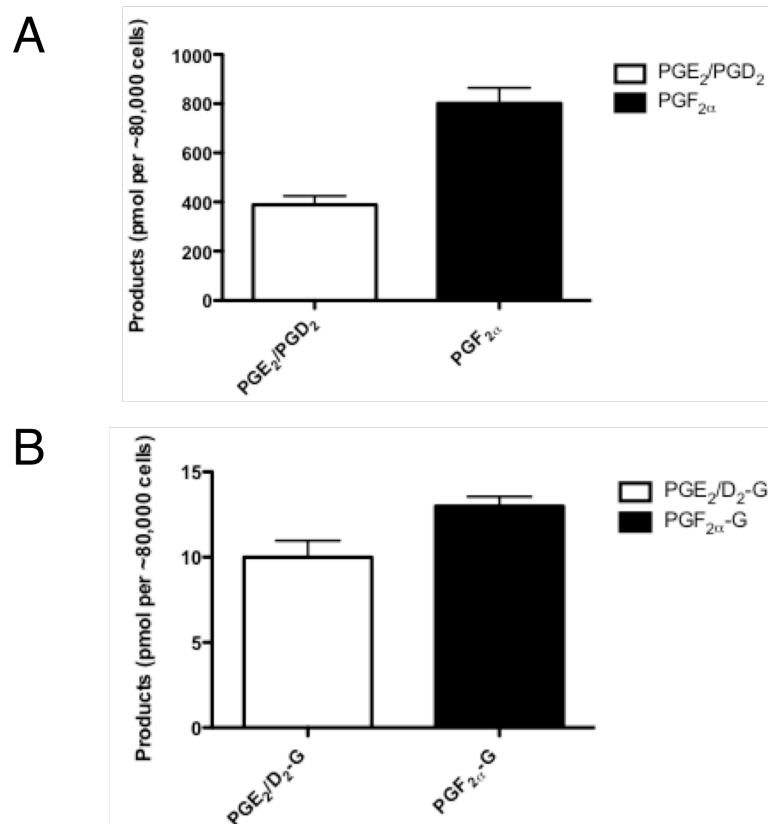 A
Products (pmol per ~80,000 cells)
1000
800
600
400
200
0
PGE₂/PGD₂
PGF₂α
PGE₂/PGD₂
PGF₂α
B
Products (pmol per ~80,000 cells)
15
10
5
0
PGE₂/D₂-G
PGF₂α-G
PGE₂/D₂-G
PGF₂α-G